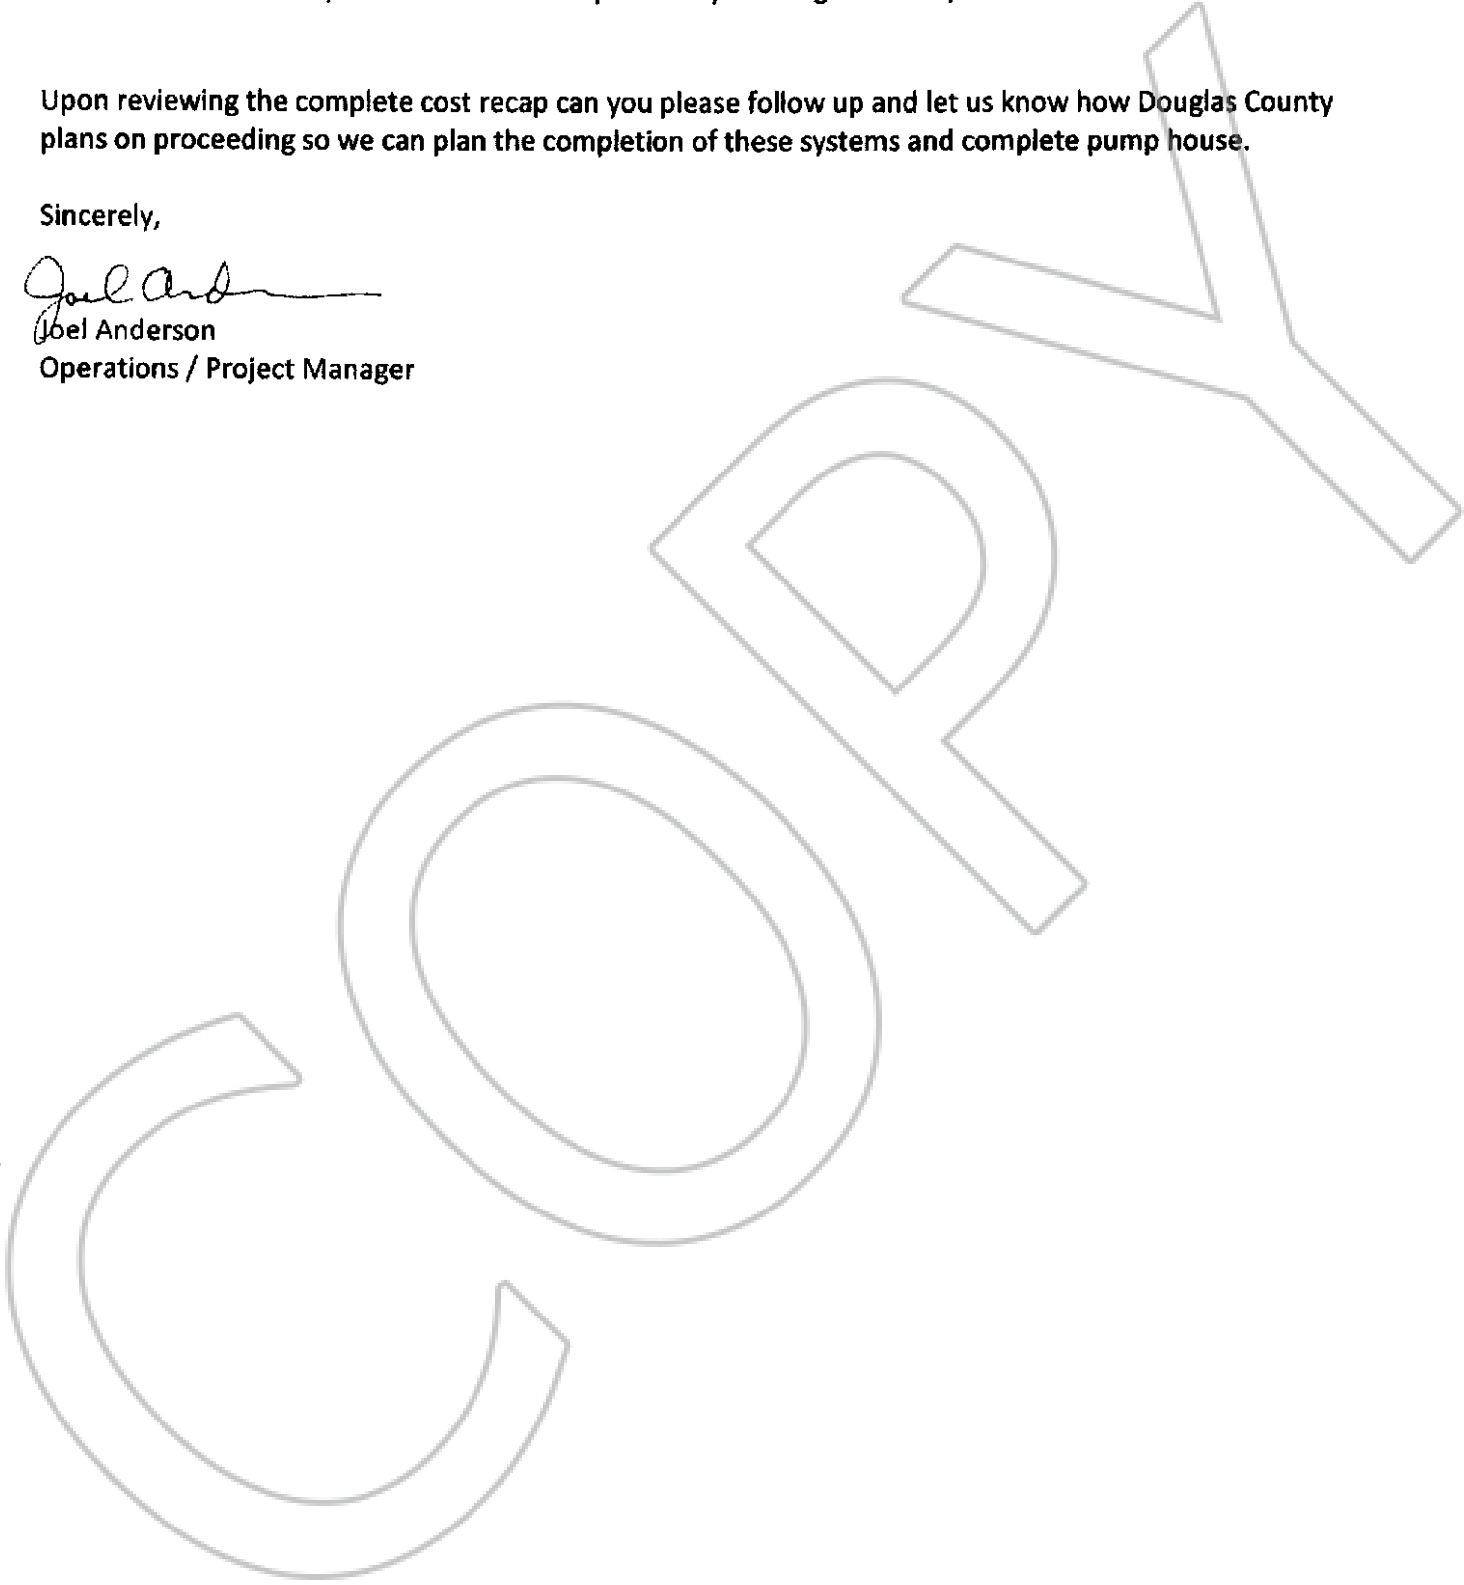 Upon reviewing the complete cost recap can you please follow up and let us know how Douglas County
plans on proceeding so we can plan the completion of these systems and complete pump house.
Sincerely,
Joel And
Joel Anderson
Operations / Project Manager
COPY